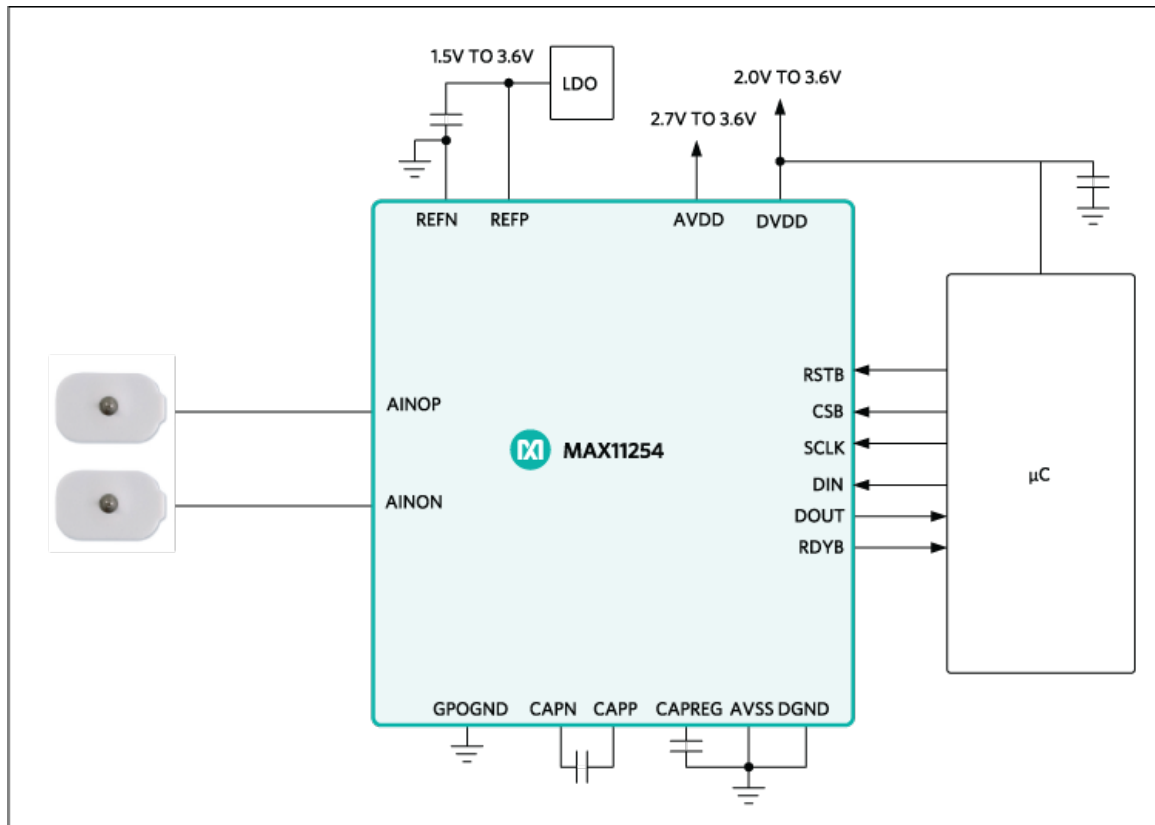 1.5V TO 3.6V
LDO
2.0V TO 3.6V
2.7V TO 3.6V
REFN
REFP
AVDD
DVDD
RSTB
AINOP
CSB
MAX11254
SCLK
µC
DIN
AINON
DOUT
RDYB
GPOGND
CAPN
CAPP
CAPREG
AVSS
DGND